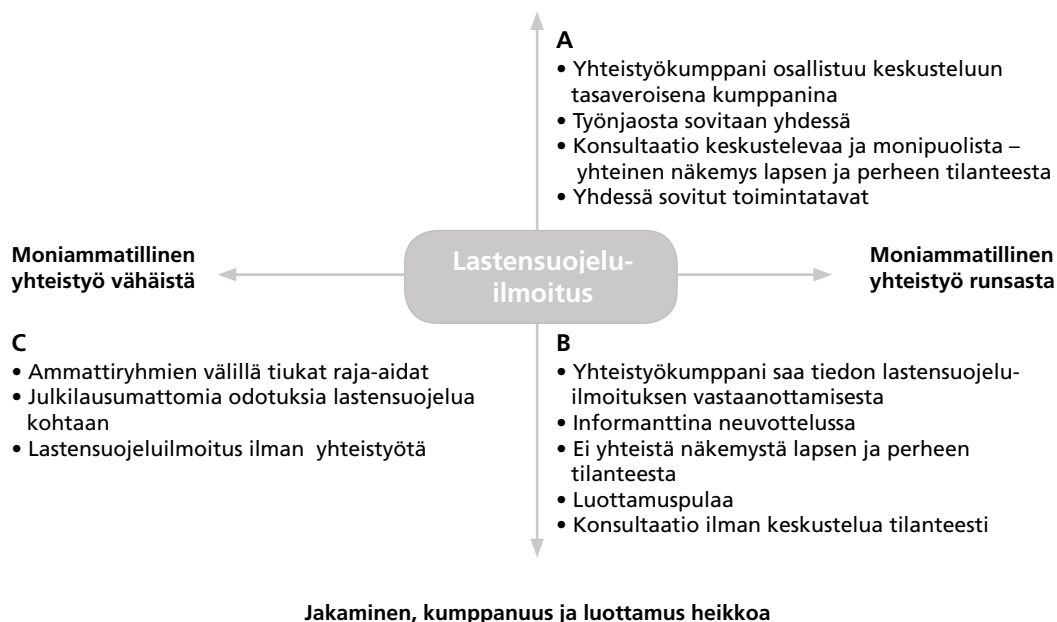 A
• Yhteistyökumppani osallistuu keskusteluun
tasaveroisena kumppanina
• Työnjaosta sovitaan yhdessä
• Konsultaatio keskustelevaa ja monipuolista –
yhteinen näkemys lapsen ja perheen tilanteesta
• Yhdessä sovitut toimintatavat
Moniammatillinen
yhteistyö vähäistä
Lastensuojelu-
ilmoitus
Moniammatillinen
yhteistyö runsasta
C
• Ammattiryhmien välillä tiukat raja-aidat
• Julkilausumattomia odotuksia lastensuojelua
kohtaan
• Lastensuojeluilmoitus ilman yhteistyötä
B
• Yhteistyökumppani saa tiedon lastensuojelu-
ilmoituksen vastaanottamisesta
• Informanttina neuvottelussa
• Ei yhteistä näkemystä lapsen ja perheen
tilanteesta
• Luottamuspulaa
• Konsultaatio ilman keskustelua tilanteesti
Jakaminen, kumppanuus ja luottamus heikkoa